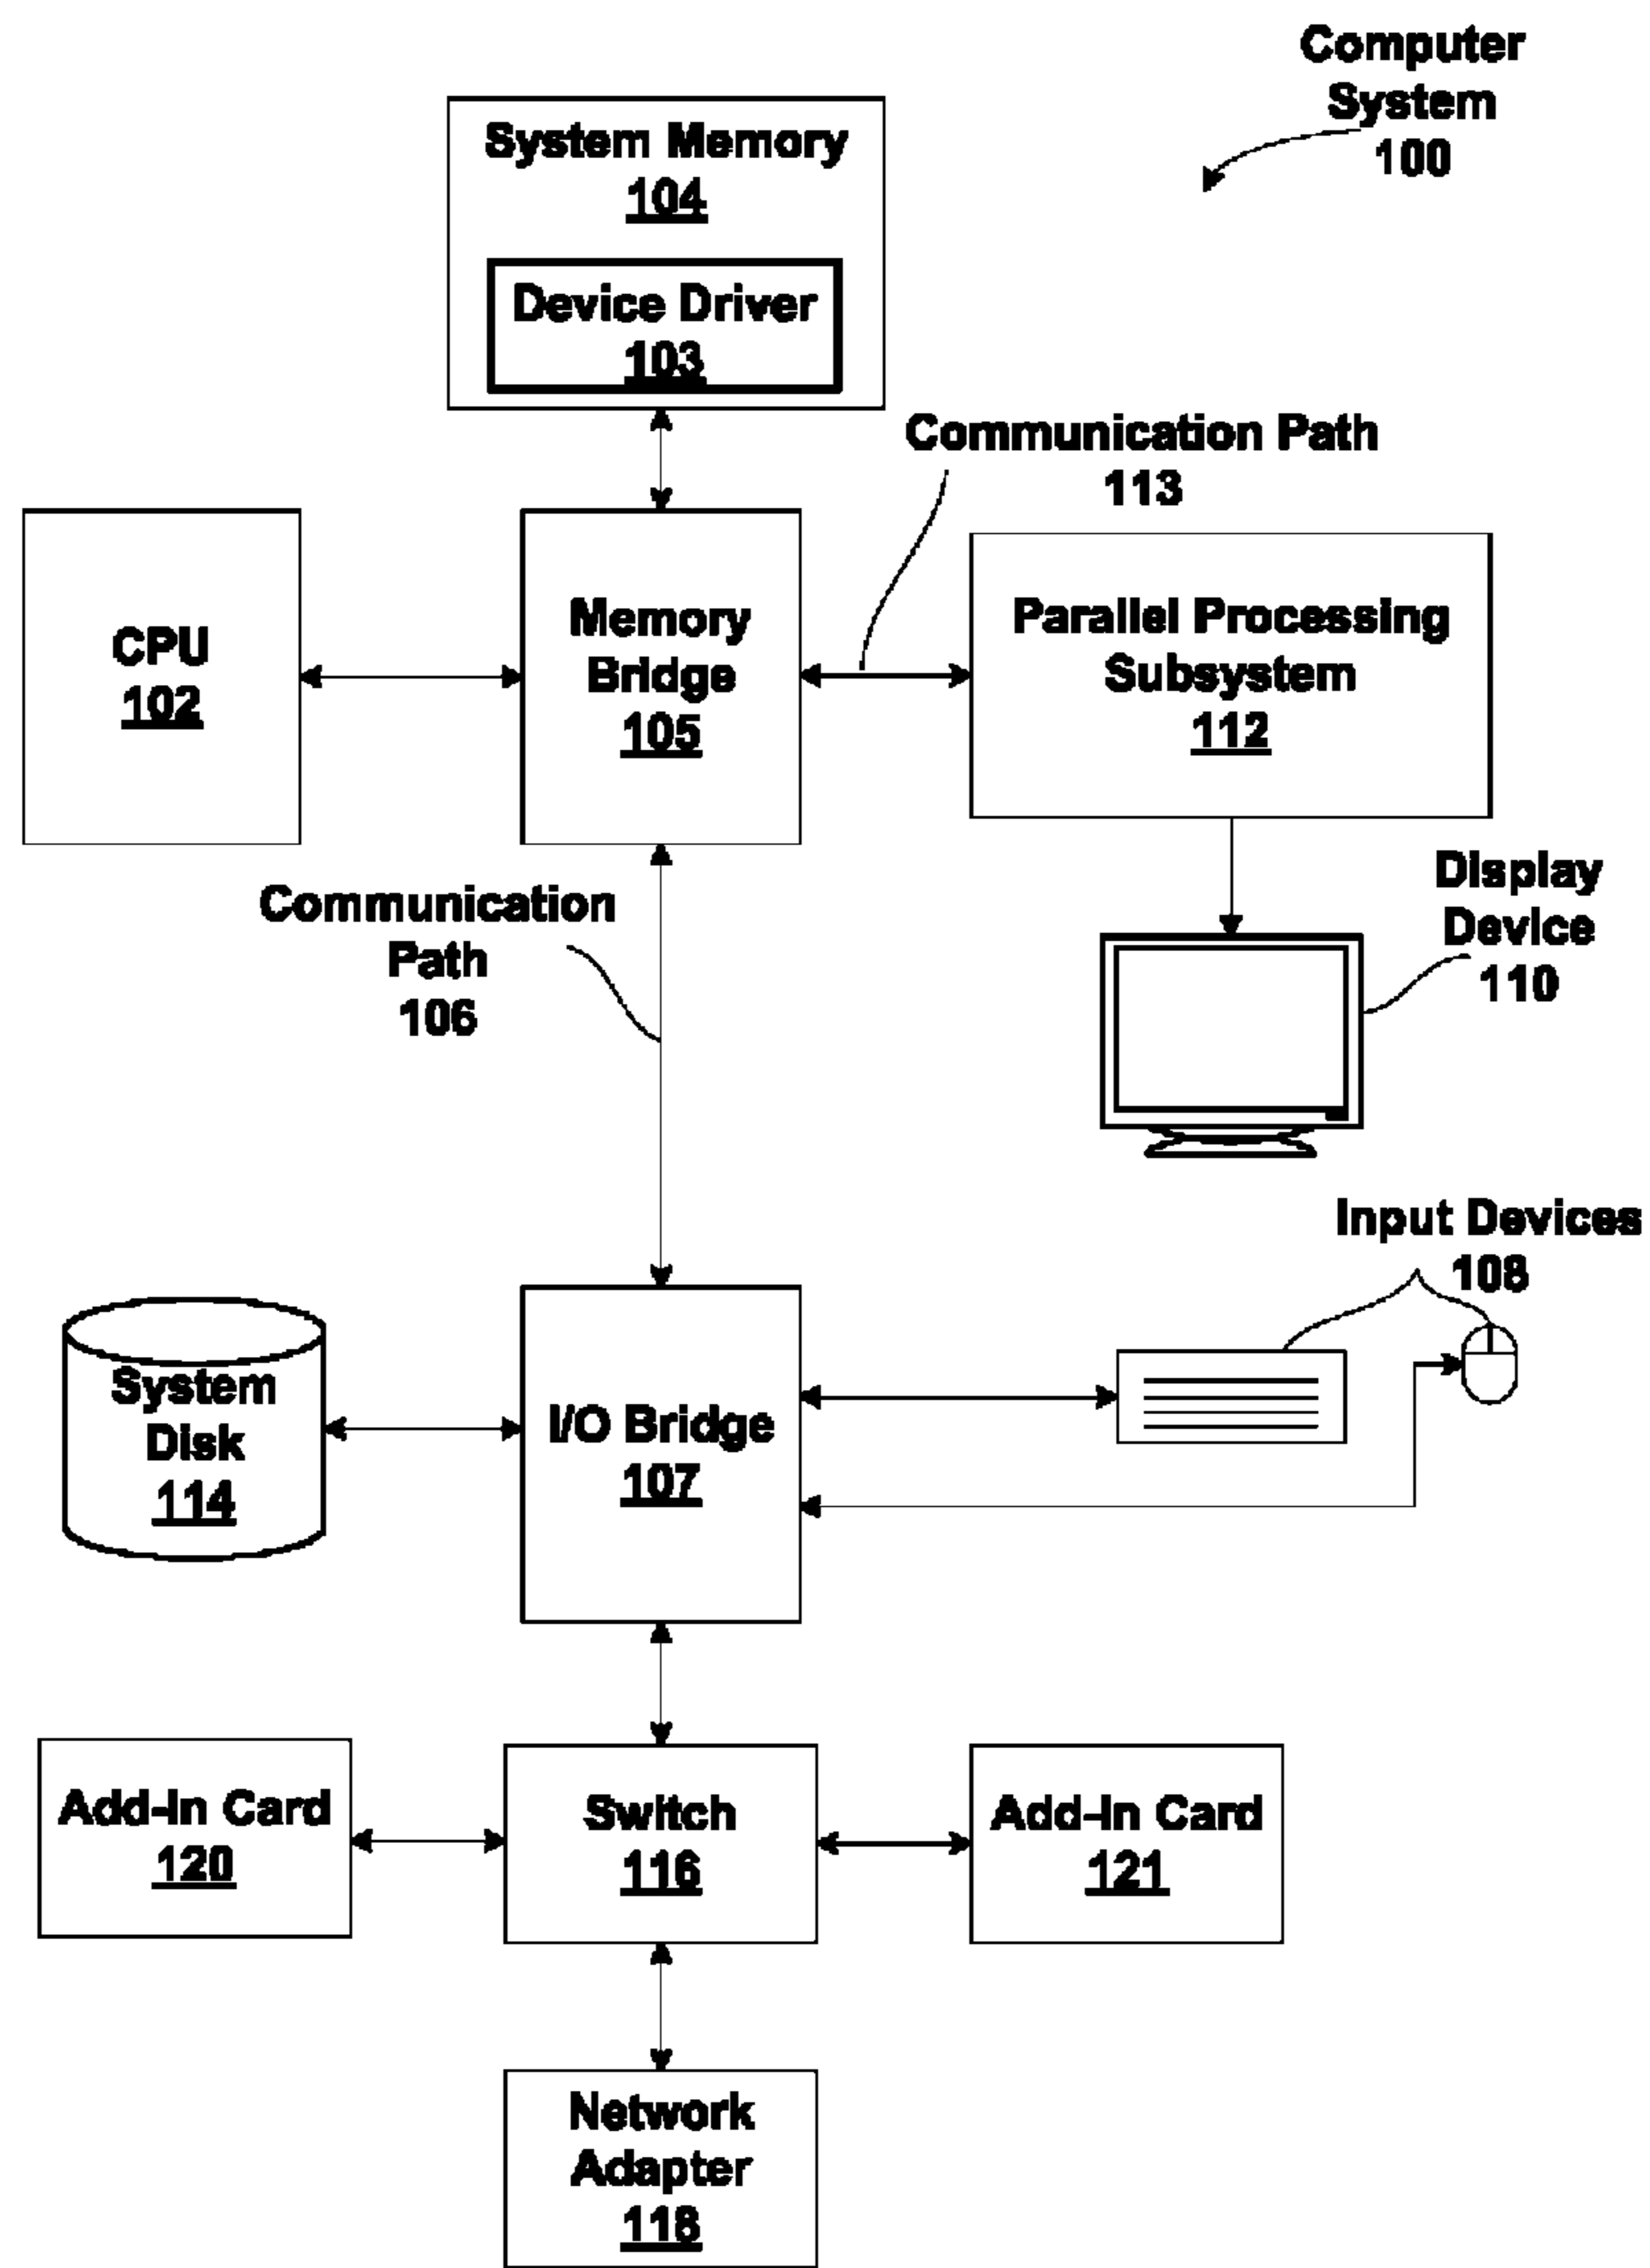 Computer
System
100
System Memory
104
Device Driver
103
Communication Path
113
CPU
102
Memory
Bridge
105
Parallel Processing
Subsystem
112
Communication
Path
106
Display
Device
110
Input Devices
108
System
Disk
114
I/O Bridge
107
Add-In Card
120
Switch
116
Add-In Card
121
Network
Adapter
118